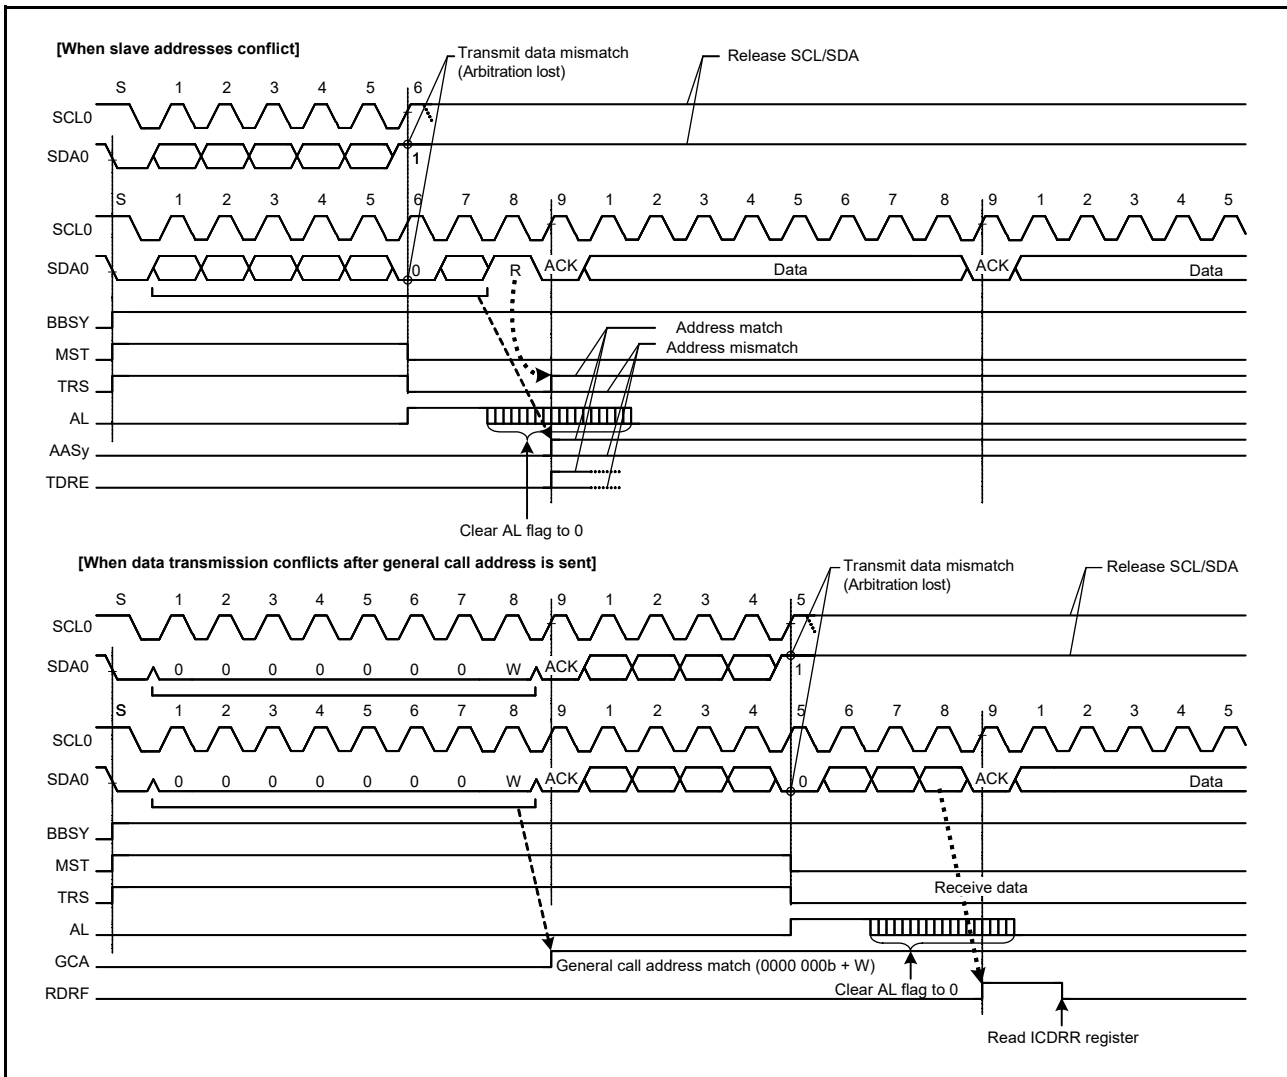 [When slave addresses conflict]
Transmit data mismatch
(Arbitration lost)
Release SCL/SDA
S 1 2 3 4 5 6
SCL0
SDA0 1
S 1 2 3 4 5 6 7 8 9 1 2 3 4 5 6 7 8 9 1 2 3 4 5
SCL0
SDA0 0 R ACK Data ACK Data
BBSY
Address match
MST
Address mismatch
TRS
AL
AASy
TDRE
Clear AL flag to 0
[When data transmission conflicts after general call address is sent]
Transmit data mismatch
(Arbitration lost)
Release SCL/SDA
S 1 2 3 4 5 6 7 8 9 1 2 3 4 5
SCL0
SDA0 0 0 0 0 0 0 0 W ACK 1
S 1 2 3 4 5 6 7 8 9 1 2 3 4 5 6 7 8 9 1 2 3 4 5
SCL0
SDA0 0 0 0 0 0 0 0 W ACK 0 ACK Data
BBSY
MST
TRS
Receive data
AL
GCA
General call address match (0000 000b + W)
Clear AL flag to 0
RDRF
Read ICDRR register